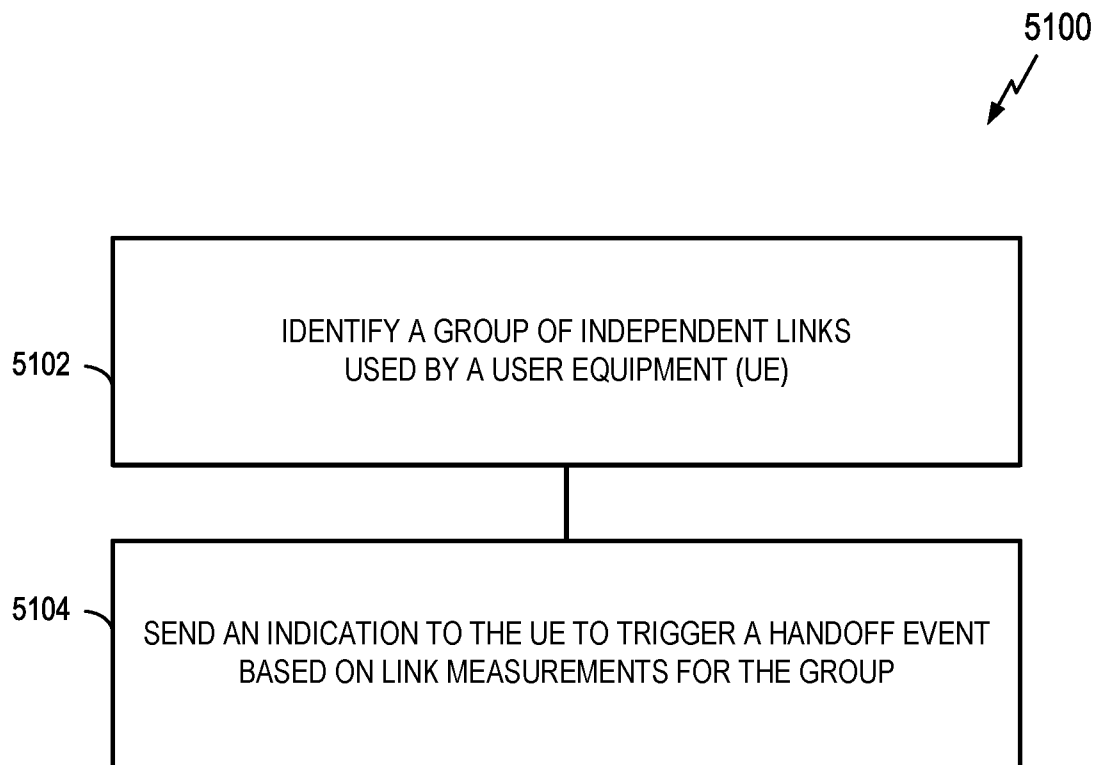 5100
5102
IDENTIFY A GROUP OF INDEPENDENT LINKS
USED BY A USER EQUIPMENT (UE)
5104
SEND AN INDICATION TO THE UE TO TRIGGER A HANDOFF EVENT
BASED ON LINK MEASUREMENTS FOR THE GROUP